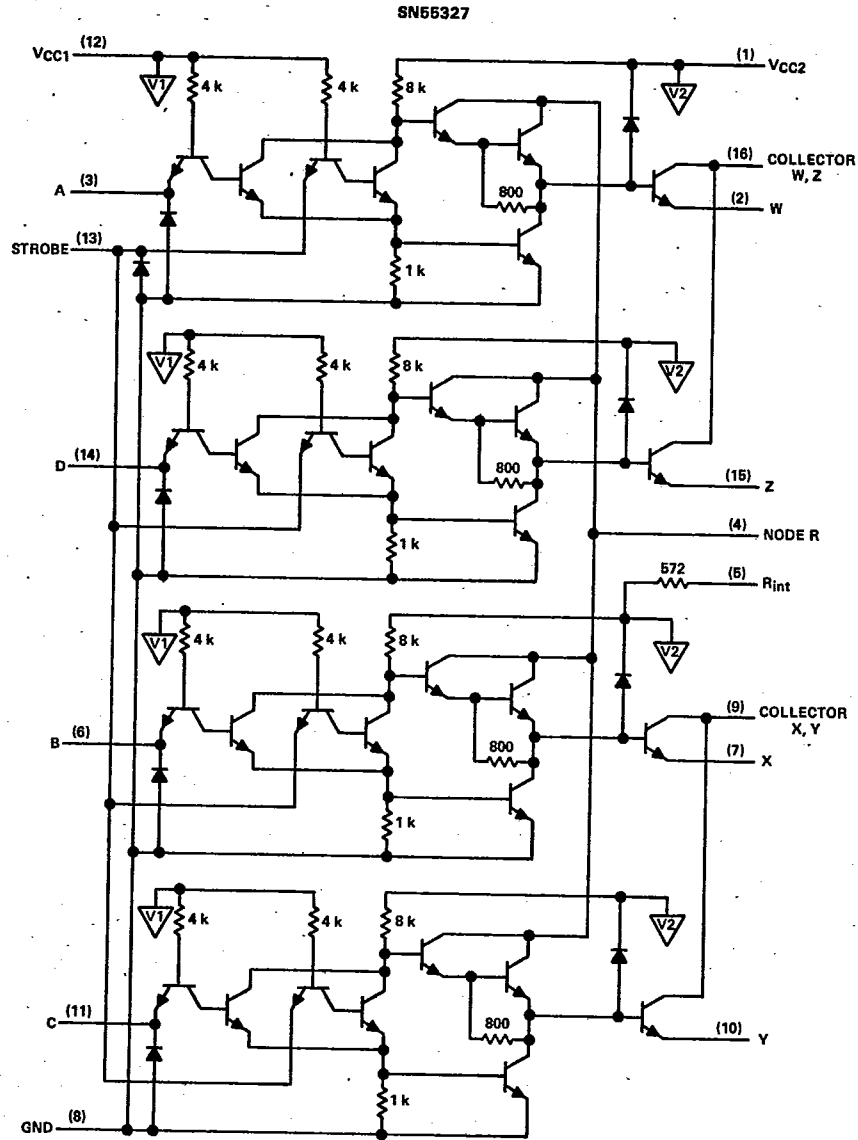 SN55327
VCC1 (12)
(1) VCC2
V1
4 k
4 k
8 k
V2
(16) COLLECTOR
W, Z
A (3)
800
(2) W
STROBE (13)
1 k
V1
4 k
4 k
8 k
V2
D (14)
800
(15) Z
1 k
(4) NODE R
572
(5) Rint
V1
4 k
4 k
8 k
V2
(9) COLLECTOR
X, Y
B (6)
800
(7) X
1 k
V1
4 k
4 k
8 k
V2
C (11)
800
(10) Y
1 k
GND (8)